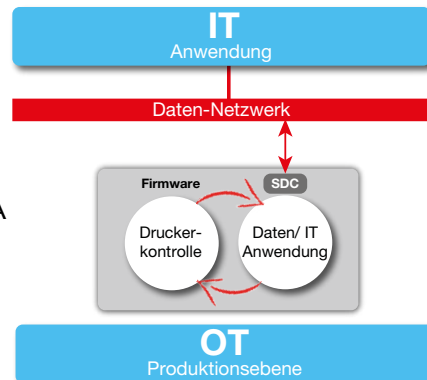 IT
Anwendung
Daten-Netzwerk
Firmware
SDC
A
Drucker-
kontrolle
Daten/ IT
Anwendung
OT
Produktionsebene